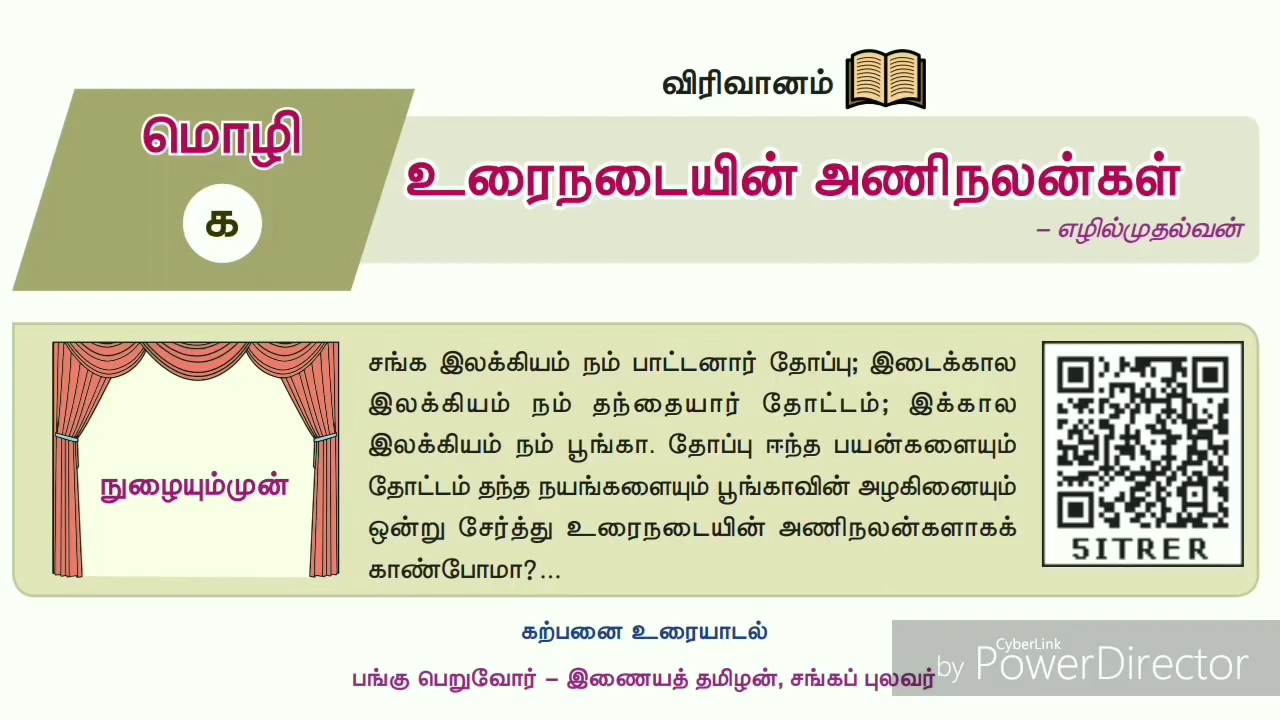 விரிவானம்
மொழி
க
உரைநடையின் அணிநலன்கள்
– எழில்முதல்வன்
நுழையும்முன்
சங்க இலக்கியம் நம் பாட்டனார் தோப்பு; இடைக்கால
இலக்கியம் நம் தந்தையார் தோட்டம்; இக்கால
இலக்கியம் நம் பூங்கா. தோப்பு ஈந்த பயன்களையும்
தோட்டம் தந்த நயங்களையும் பூங்காவின் அழகினையும்
ஒன்று சேர்த்து உரைநடையின் அணிநலன்களாகக்
காண்போமா?...
5ITRER
கற்பனை உரையாடல்
பங்கு பெறுவோர் – இணையத் தமிழன், சங்கப் புலவர்
CyberLink
by PowerDirector